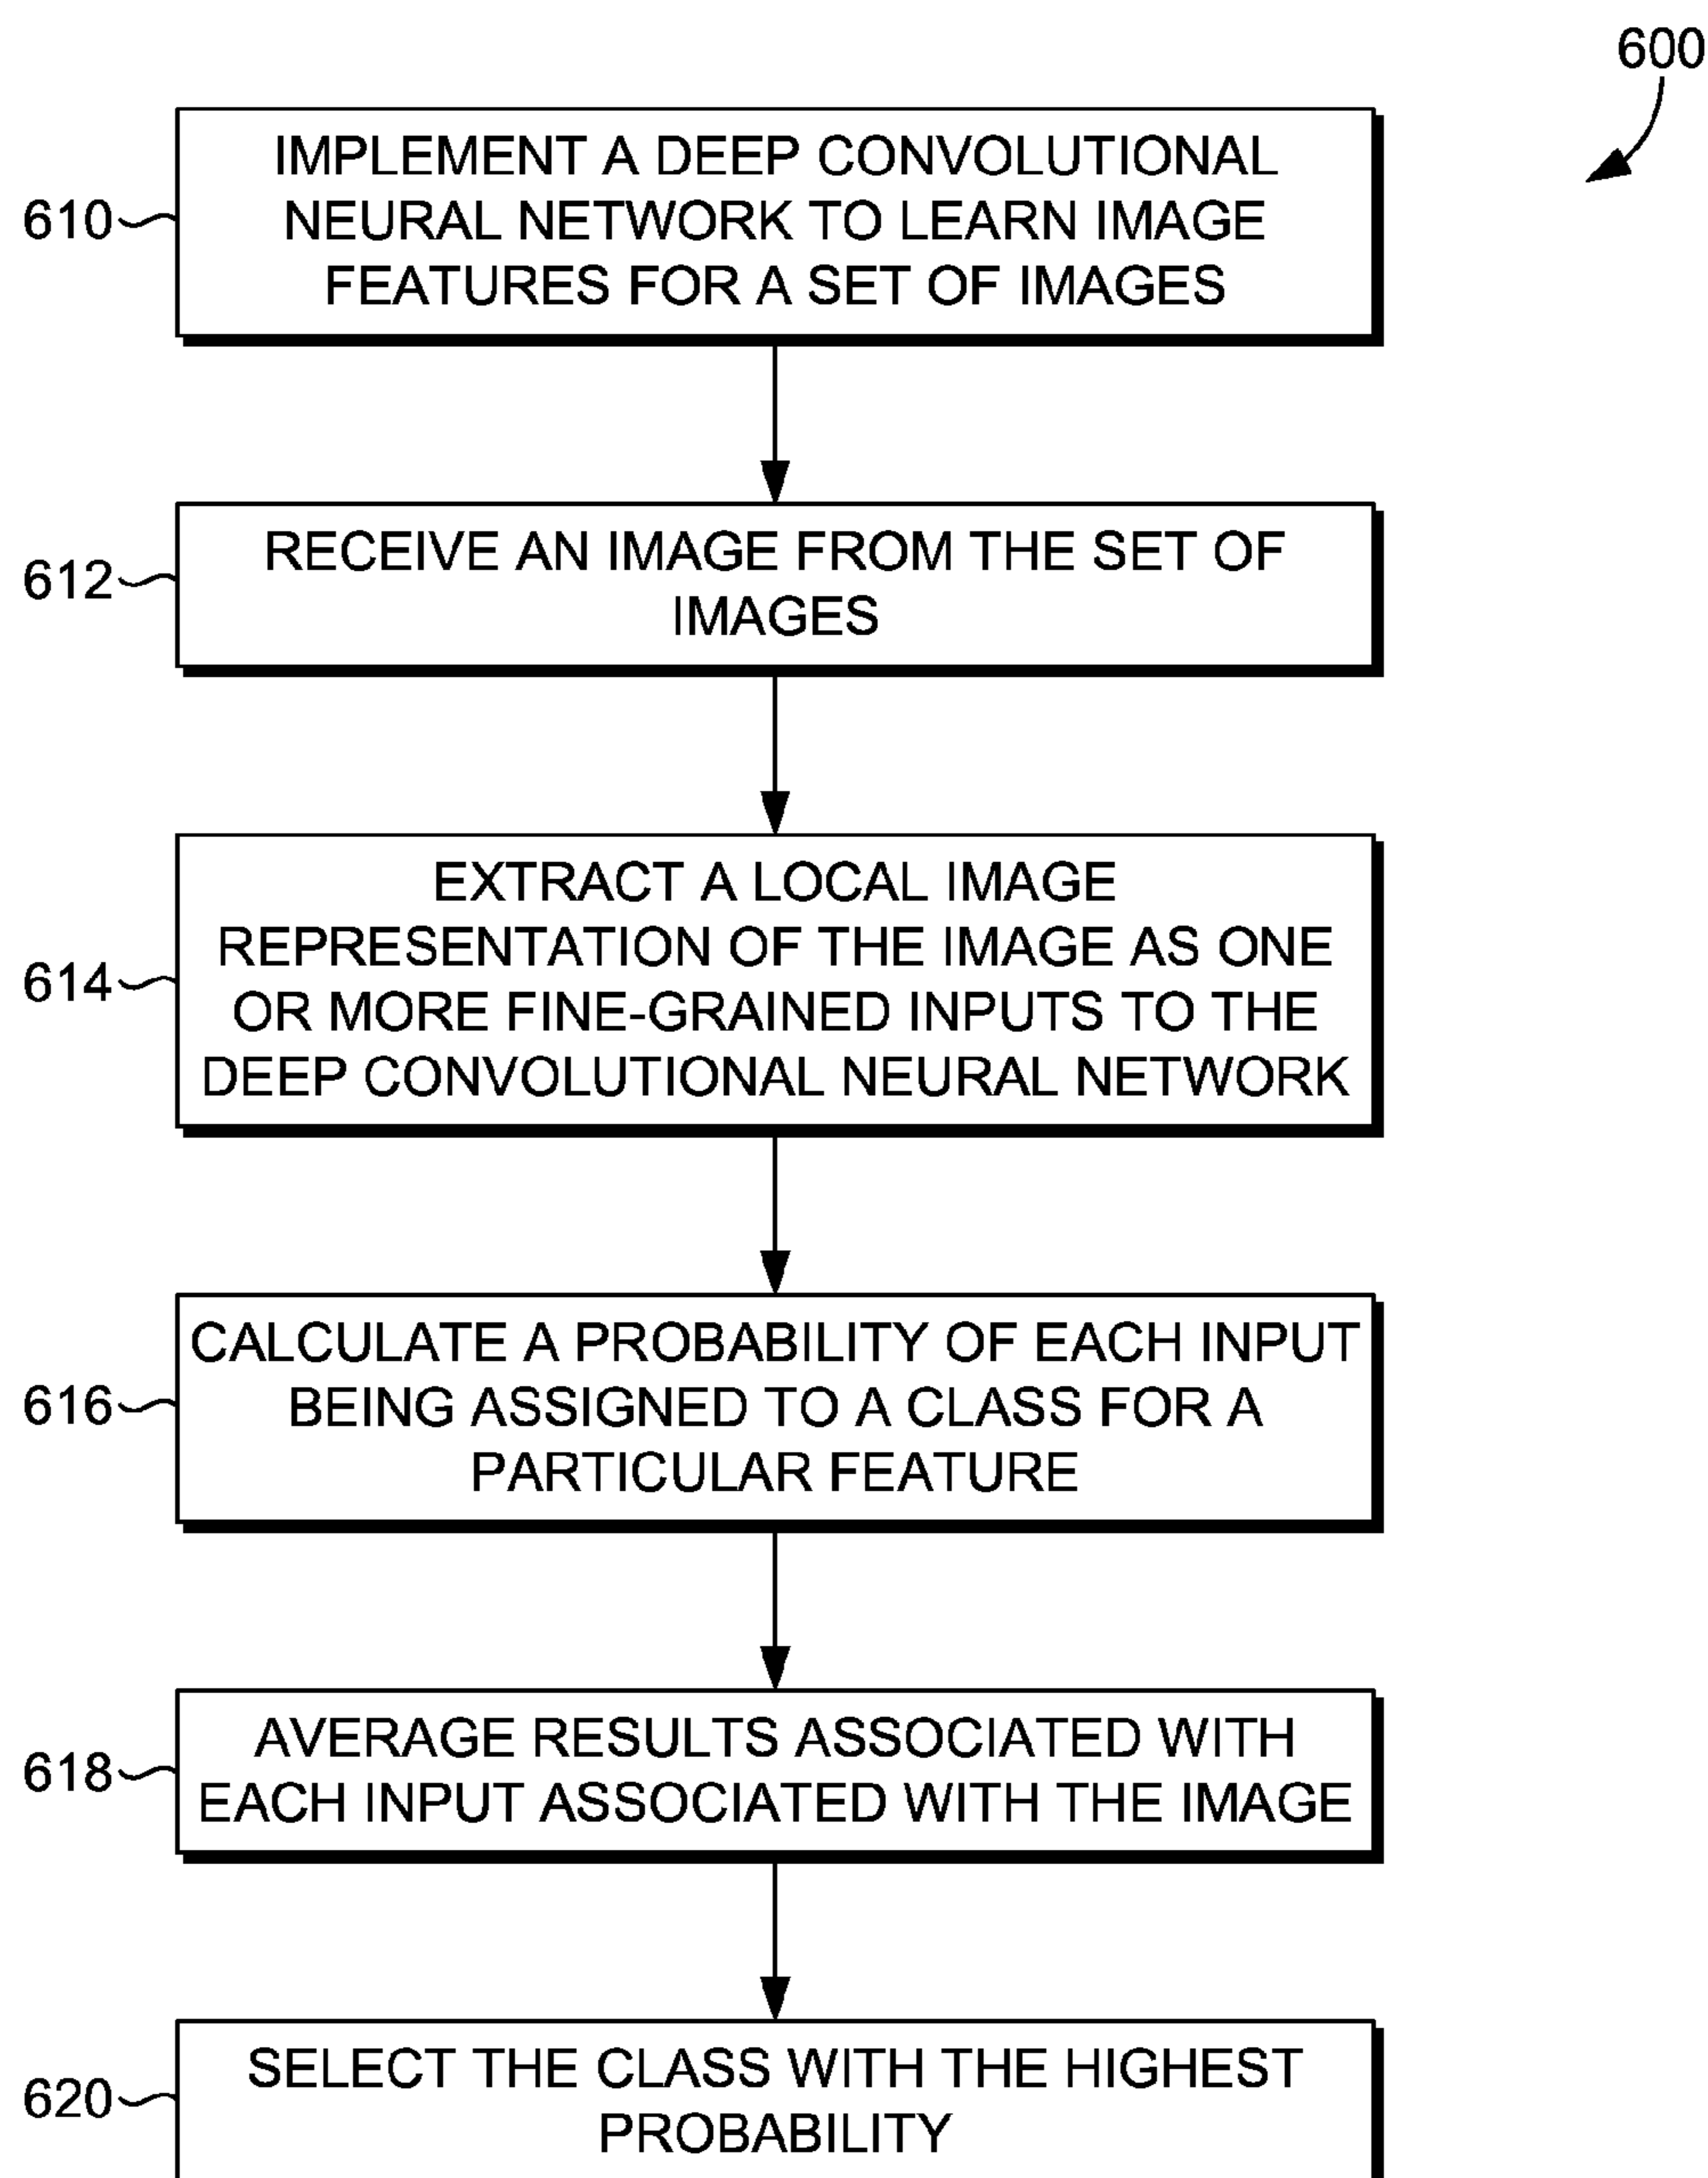 600
610
IMPLEMENT A DEEP CONVOLUTIONAL
NEURAL NETWORK TO LEARN IMAGE
FEATURES FOR A SET OF IMAGES
612
RECEIVE AN IMAGE FROM THE SET OF
IMAGES
614
EXTRACT A LOCAL IMAGE
REPRESENTATION OF THE IMAGE AS ONE
OR MORE FINE-GRAINED INPUTS TO THE
DEEP CONVOLUTIONAL NEURAL NETWORK
616
CALCULATE A PROBABILITY OF EACH INPUT
BEING ASSIGNED TO A CLASS FOR A
PARTICULAR FEATURE
618
AVERAGE RESULTS ASSOCIATED WITH
EACH INPUT ASSOCIATED WITH THE IMAGE
620
SELECT THE CLASS WITH THE HIGHEST
PROBABILITY